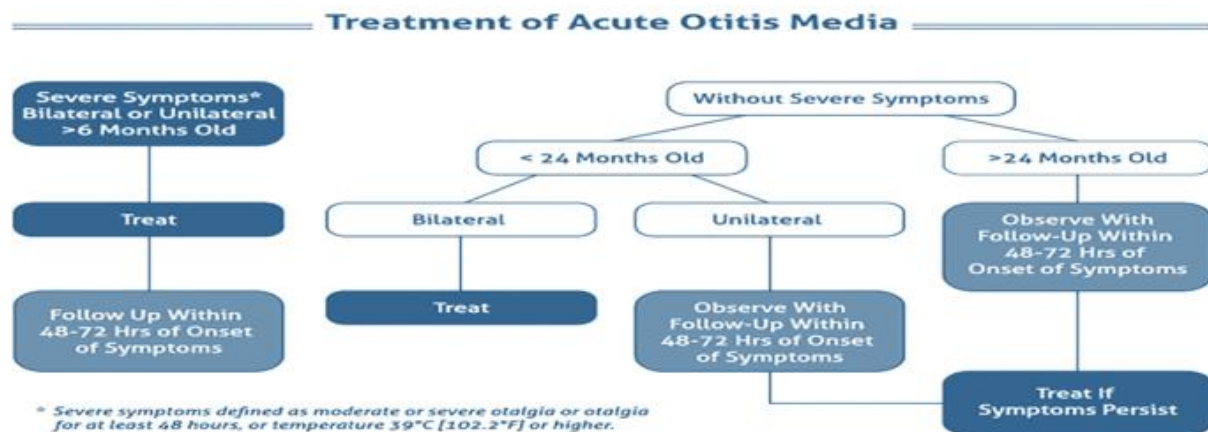 Treatment of Acute Otitis Media
Severe Symptoms*
Bilateral or Unilateral
>6 Months Old
Treat
Follow Up Within
48-72 Hrs of Onset
of Symptoms
Without Severe Symptoms
< 24 Months Old
>24 Months Old
Bilateral
Unilateral
Treat
Observe With
Follow-Up Within
48-72 Hrs of Onset
of Symptoms
Observe With
Follow-Up Within
48-72 Hrs of
Onset of Symptoms
Treat If
Symptoms Persist
* Severe symptoms defined as moderate or severe otalgia or otalgia
for at least 48 hours, or temperature 39°C [102.2°F] or higher.